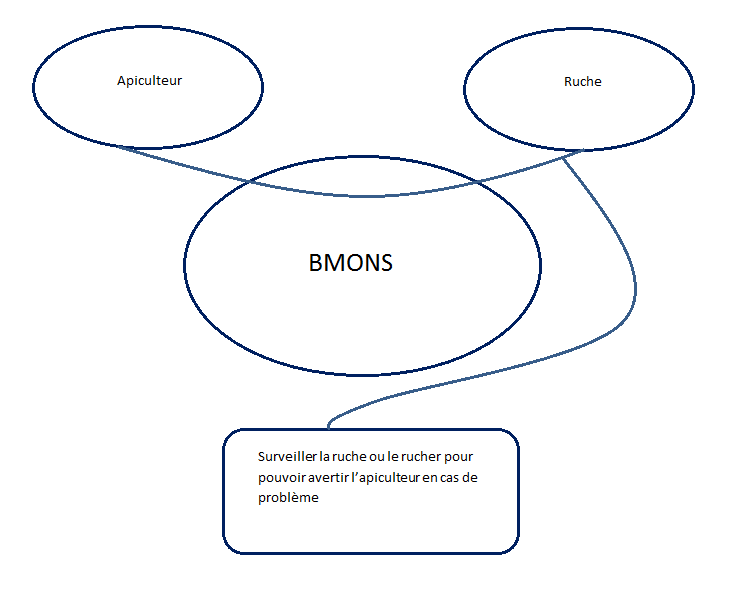 Apiculteur
Ruche
BMONS
Surveiller la ruche ou le rucher pour
pouvoir avertir l’apiculteur en cas de
problème